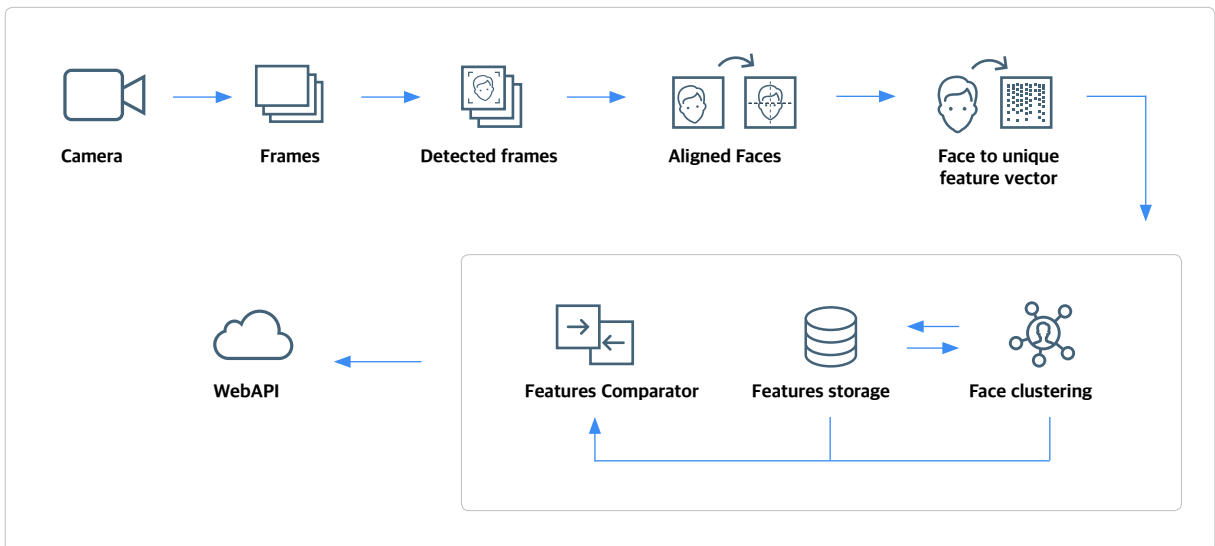 Camera
Frames
Detected frames
Aligned Faces
Face to unique
feature vector
WebAPI
Features Comparator
Features storage
Face clustering